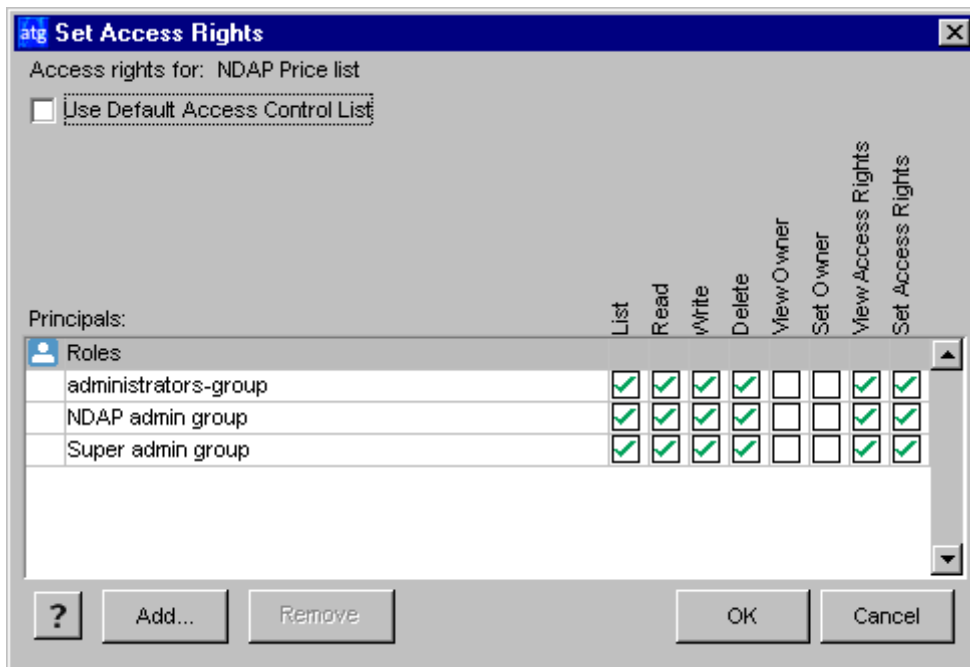 atg Set Access Rights
Access rights for: NDAP Price list
Use Default Access Control List
Principals:
List
Read
Write
Delete
View Owner
Set Owner
View Access Rights
Set Access Rights
Roles
administrators-group
NDAP admin group
Super admin group
? Add... Remove OK Cancel